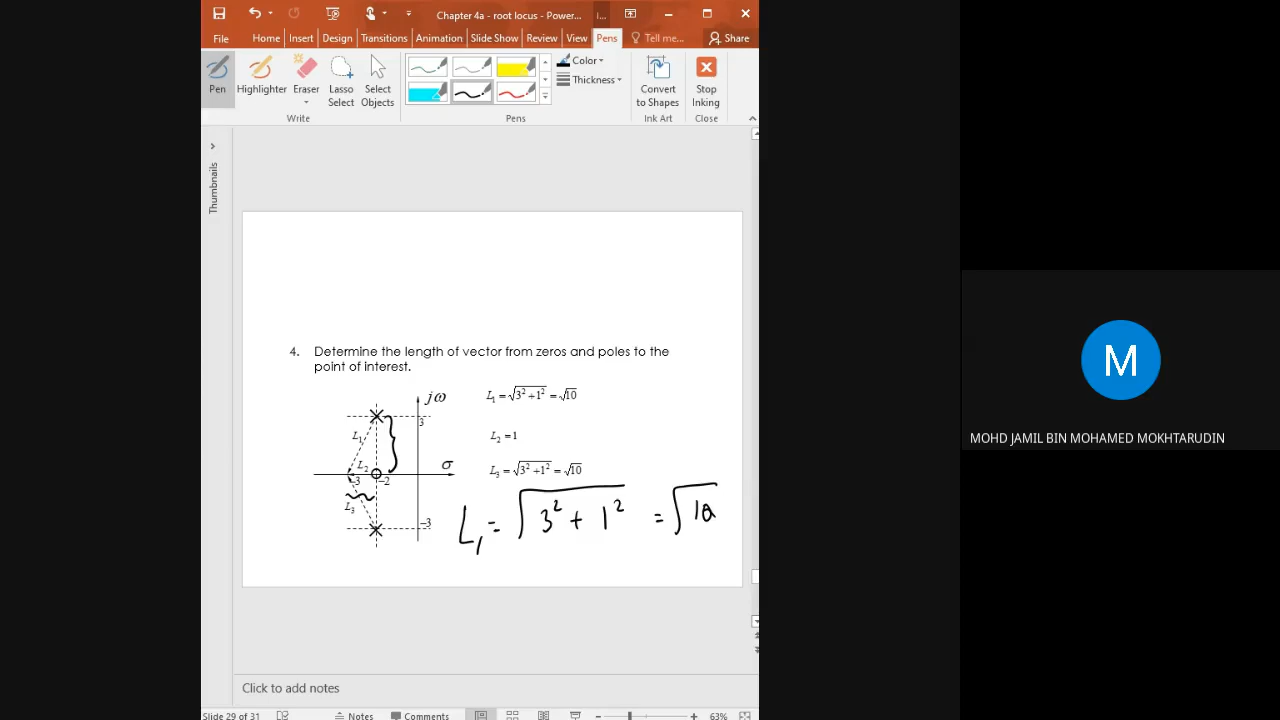 Chapter 4a - root locus - Power...
File Home Insert Design Transitions Animation Slide Show Review View Pens Tell me... Share
Pen Highlighter Eraser Lasso Select Select Objects Color Thickness Convert to Shapes Stop Inking
Write Pens Ink Art Close
Thumbnails
4. Determine the length of vector from zeros and poles to the
point of interest.
jω
L₁ = √3² +1² = √10
3
L₁
L₂ = 1
L₂
σ
-3 -2
L₃ = √3² +1² = √10
L₃
-3
L₁ = √3² + 1² = √10
MOHD JAMIL BIN MOHAMED MOKHTARUDIN
M
Click to add notes
Slide 29 of 31 Notes Comments 63%